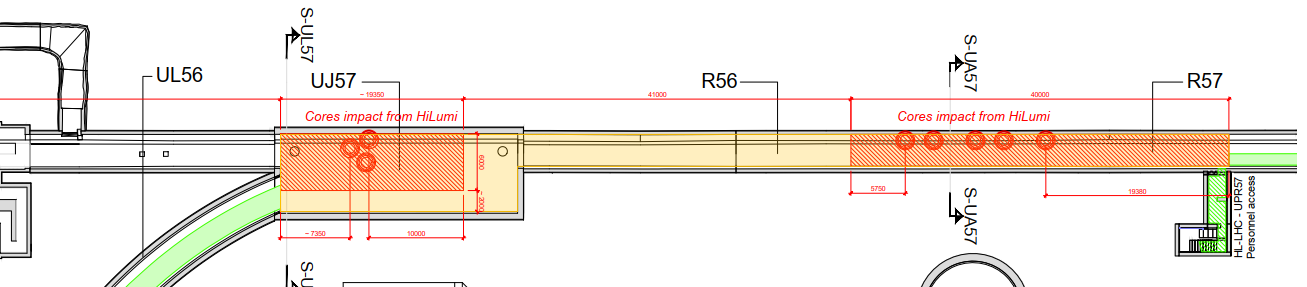 S-UL57
S-UA57
UL56
UJ57
R56
R57
~ 19350
41000
40000
Cores impact from HiLumi
Cores impact from HiLumi
6000
~ 2000
5750
19380
~ 7350
10000
S-UA57
HL-LHC - UPR57
Personnel access
S-U